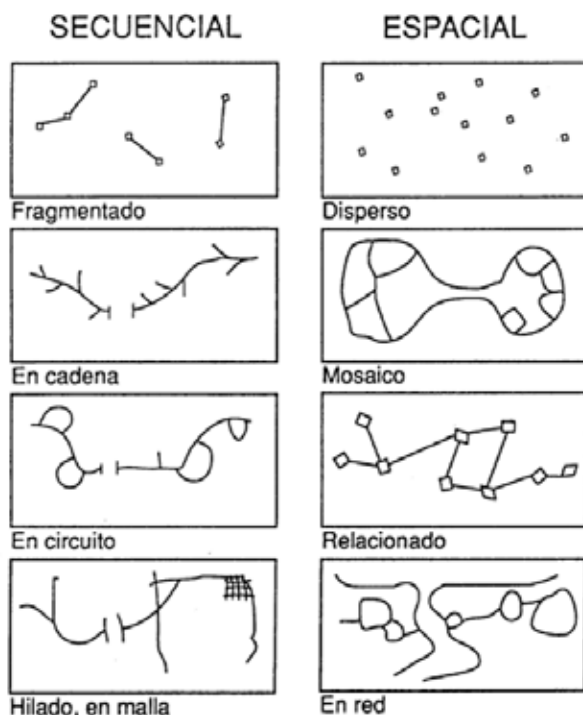 SECUENCIAL
ESPACIAL
Fragmentado
Disperso
En cadena
Mosaico
En circuito
Relacionado
Hilado, en malla
En red